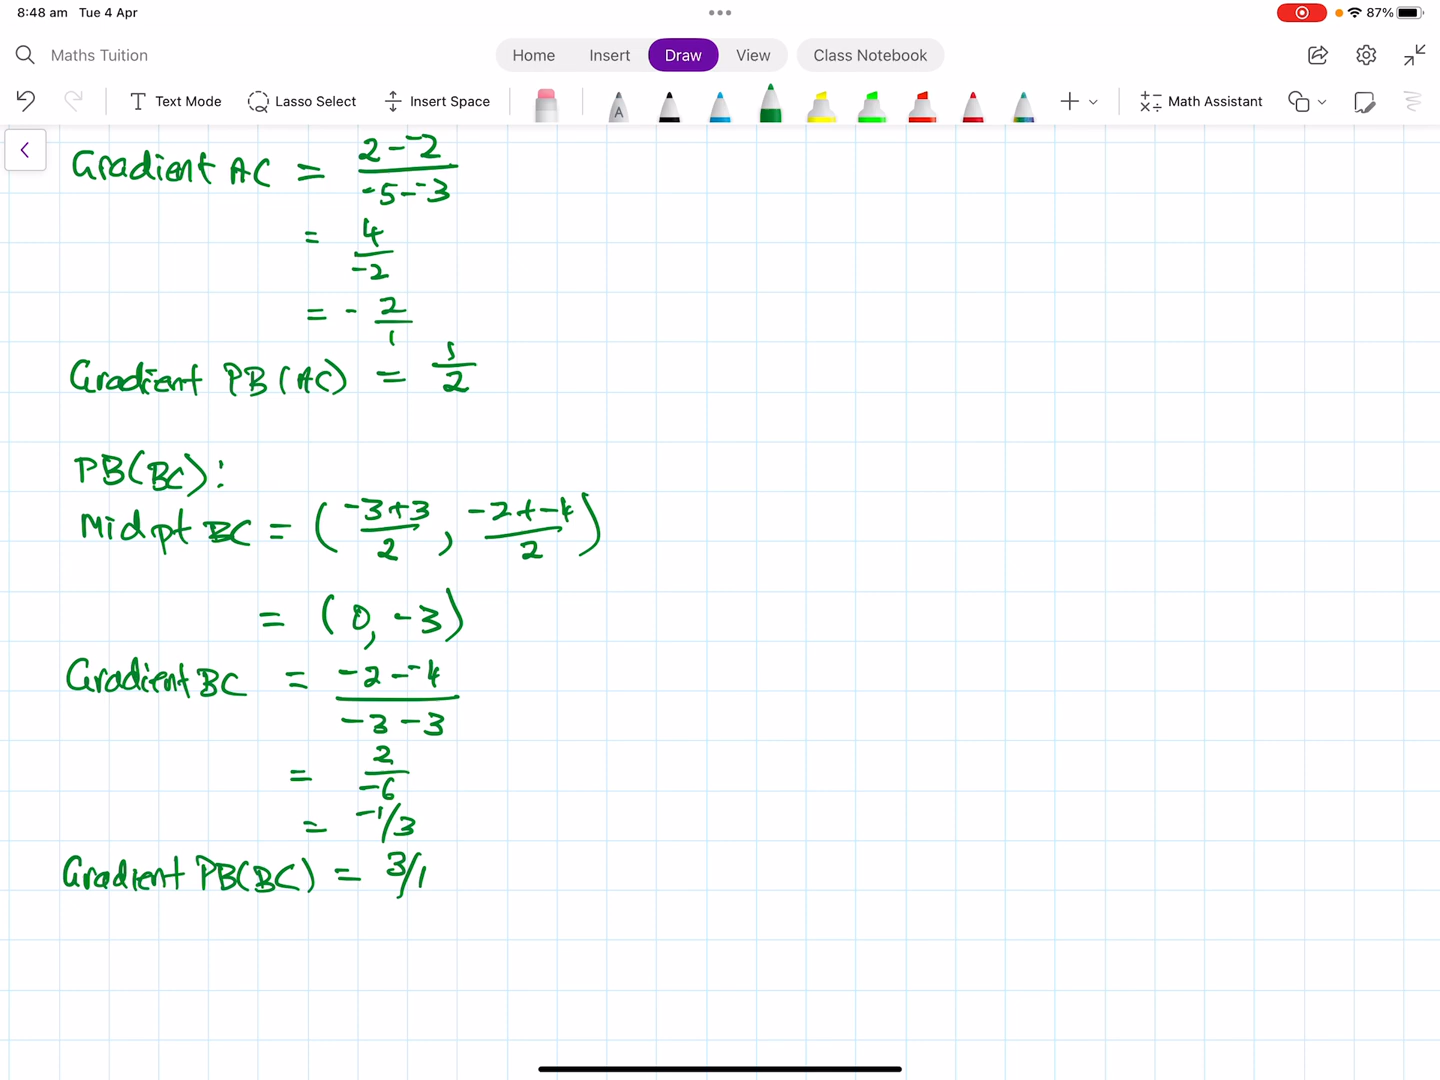 8:48 am Tue 4 Apr 87%
Maths Tuition Home Insert Draw View Class Notebook
Text Mode Lasso Select Insert Space A Math Assistant
Gradient AC = (2 - -2)/(-5 - -3)
= 4/-2
= - 2/1
Gradient PB(AC) = 1/2
PB(BC):
Midpt BC = ((-3+3)/2, (-2+-4)/2)
= (0, -3)
Gradient BC = (-2 - -4)/(-3 - 3)
= 2/-6
= -1/3
Gradient PB(BC) = 3/1